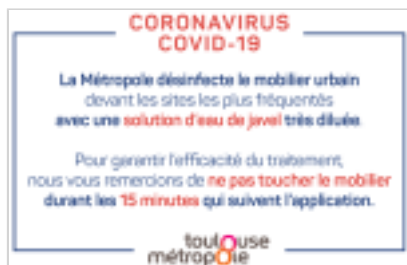 CORONAVIRUS
COVID-19
La Métropole désinfecte le mobilier urbain
devant les sites les plus fréquentés
avec une solution d'eau de javel très diluée.
Pour garantir l'efficacité du traitement,
nous vous remercions de ne pas toucher le mobilier
durant les 15 minutes qui suivent l'application.
toulouse
métropole